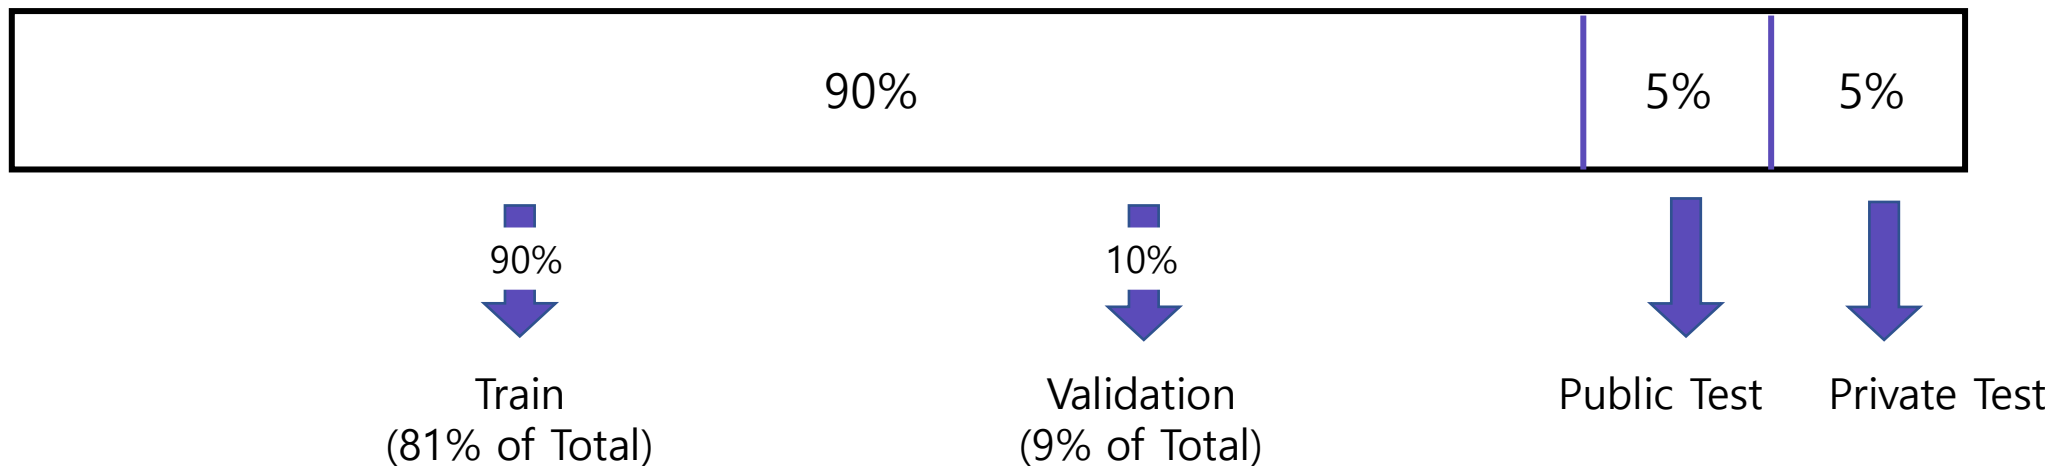 90%
5%
5%
90%
10%
Train
(81% of Total)
Validation
(9% of Total)
Public Test
Private Test